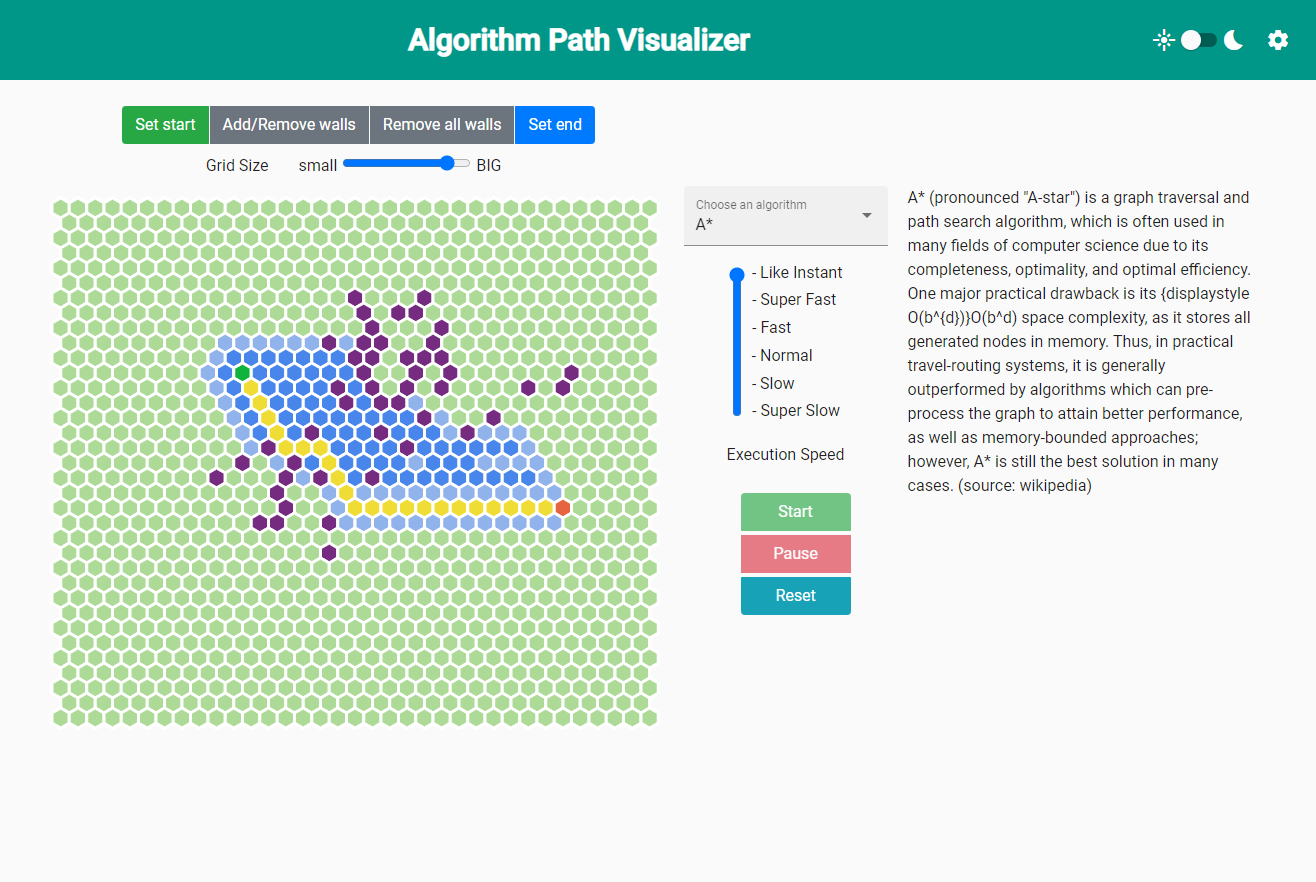 Algorithm Path Visualizer
Set start
Add/Remove walls
Remove all walls
Set end
Grid Size
small
BIG
Choose an algorithm
A*
- Like Instant
- Super Fast
- Fast
- Normal
- Slow
- Super Slow
Execution Speed
Start
Pause
Reset
A* (pronounced "A-star") is a graph traversal and
path search algorithm, which is often used in
many fields of computer science due to its
completeness, optimality, and optimal efficiency.
One major practical drawback is its {displaystyle
O(b^{d})}O(b^d) space complexity, as it stores all
generated nodes in memory. Thus, in practical
travel-routing systems, it is generally
outperformed by algorithms which can pre-
process the graph to attain better performance,
as well as memory-bounded approaches;
however, A* is still the best solution in many
cases. (source: wikipedia)